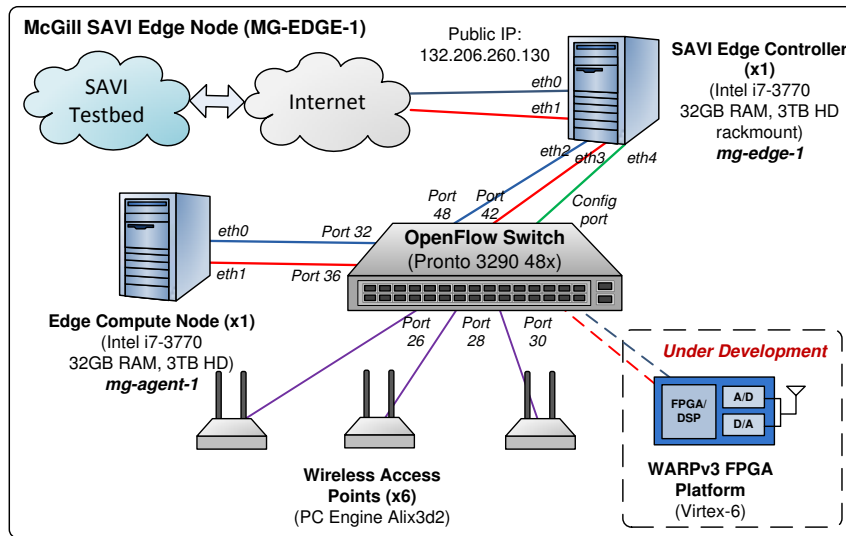 McGill SAVI Edge Node (MG-EDGE-1)
Public IP:
132.206.260.130
SAVI
Testbed
Internet
eth0
eth1
SAVI Edge Controller
(x1)
(Intel i7-3770
32GB RAM, 3TB HD
rackmount)
mg-edge-1
eth2
eth3
eth4
Port
48
Port
42
Config
port
eth0
eth1
Port 32
Port 36
OpenFlow Switch
(Pronto 3290 48x)
Edge Compute Node (x1)
(Intel i7-3770
32GB RAM, 3TB HD)
mg-agent-1
Port
26
Port
28
Port
30
Under Development
FPGA/
DSP
A/D
D/A
Wireless Access
Points (x6)
(PC Engine Alix3d2)
WARPv3 FPGA
Platform
(Virtex-6)